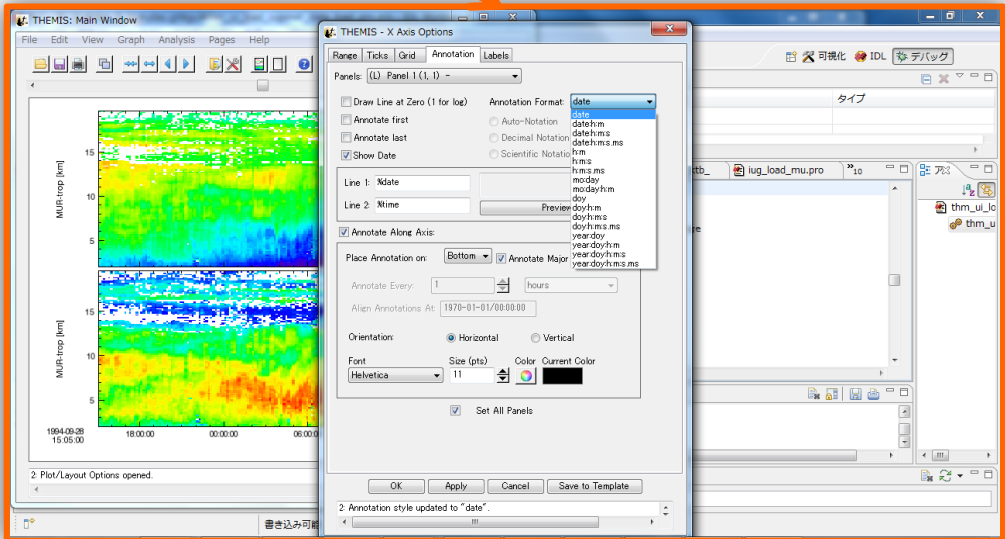 THEMIS: Main Window
File Edit View Graph Analysis Pages Help
MUR-trop [km]
15
10
5
MUR-trop [km]
15
10
5
1994-09-28
15:05:00
18:00:00
00:00:00
06:00:0
2: Plot/Layout Options opened.
書き込み可能
THEMIS - X Axis Options
Range Ticks Grid Annotation Labels
Panels: (L) Panel 1 (1, 1) -
Draw Line at Zero (1 for log)
Annotation Format: date
Annotate first
Auto-Notation
Annotate last
Decimal Notation
Show Date
Scientific Notatio
date
date:h:m
date:h:m:s
date:h:m:s.ms
h:m
h:m:s
h:m:s.ms
mo:day
mo:day:h:m
doy
doy:h:m
doy:h:m:s
doy:h:m:s.ms
year:doy
year:doy:h:m
year:doy:h:m:s
year:doy:h:m:s.ms
Line 1: %date
Line 2: %time
Preview
Annotate Along Axis:
Place Annotation on: Bottom Annotate Major
Annotate Every: 1 hours
Align Annotations At: 1970-01-01/00:00:00
Orientation: Horizontal Vertical
Font Size (pts) Color Current Color
Helvetica 11
Set All Panels
OK Apply Cancel Save to Template
2: Annotation style updated to "date".
可視化 IDL デバッグ
タイプ
tb_ iug_load_mu.pro »10
アウ
thm_ui_lo
thm_u